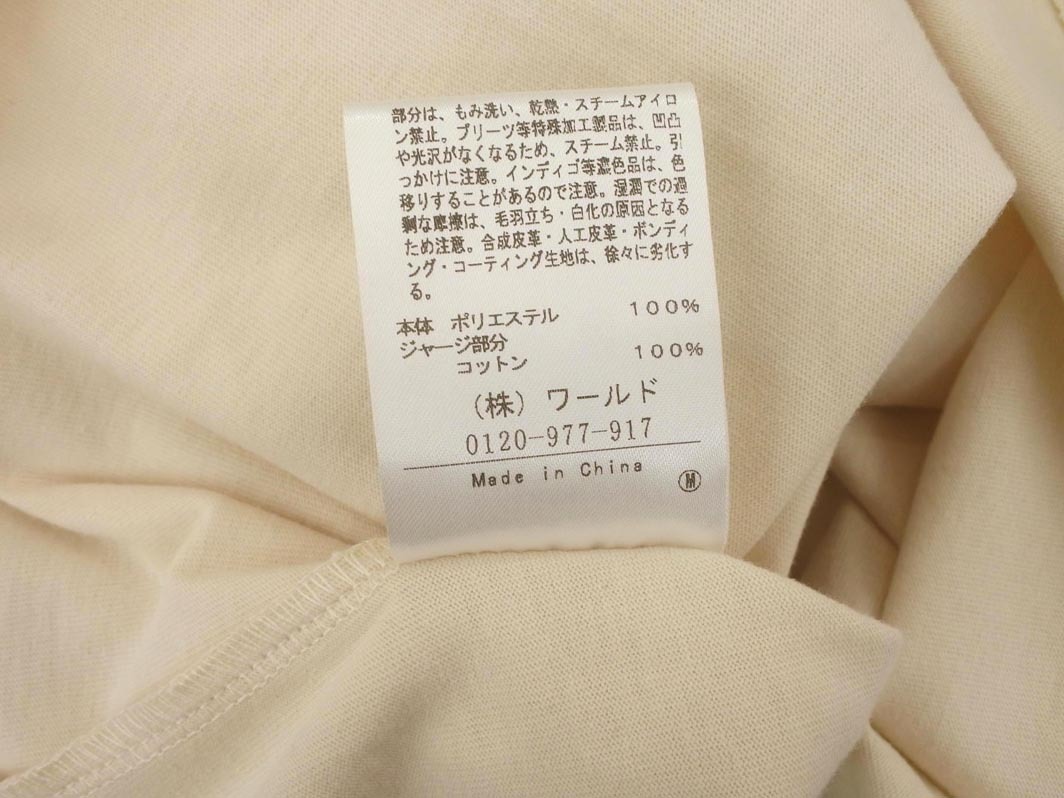 部分は、もみ洗い、乾熱・スチームアイロ
ン禁止。プリーツ等特殊加工製品は、凹凸
や光沢がなくなるため、スチーム禁止。引
っかけに注意。インディゴ等濃色品は、色
移りすることがあるので注意。湿潤での過
剰な摩擦は、毛羽立ち・白化の原因となる
ため注意。合成皮革・人工皮革・ボンディ
ング・コーティング生地は、徐々に劣化す
る。
本体 ポリエステル 100%
ジャージ部分
コットン 100%
(株)ワールド
0120-977-917
Made in China
M